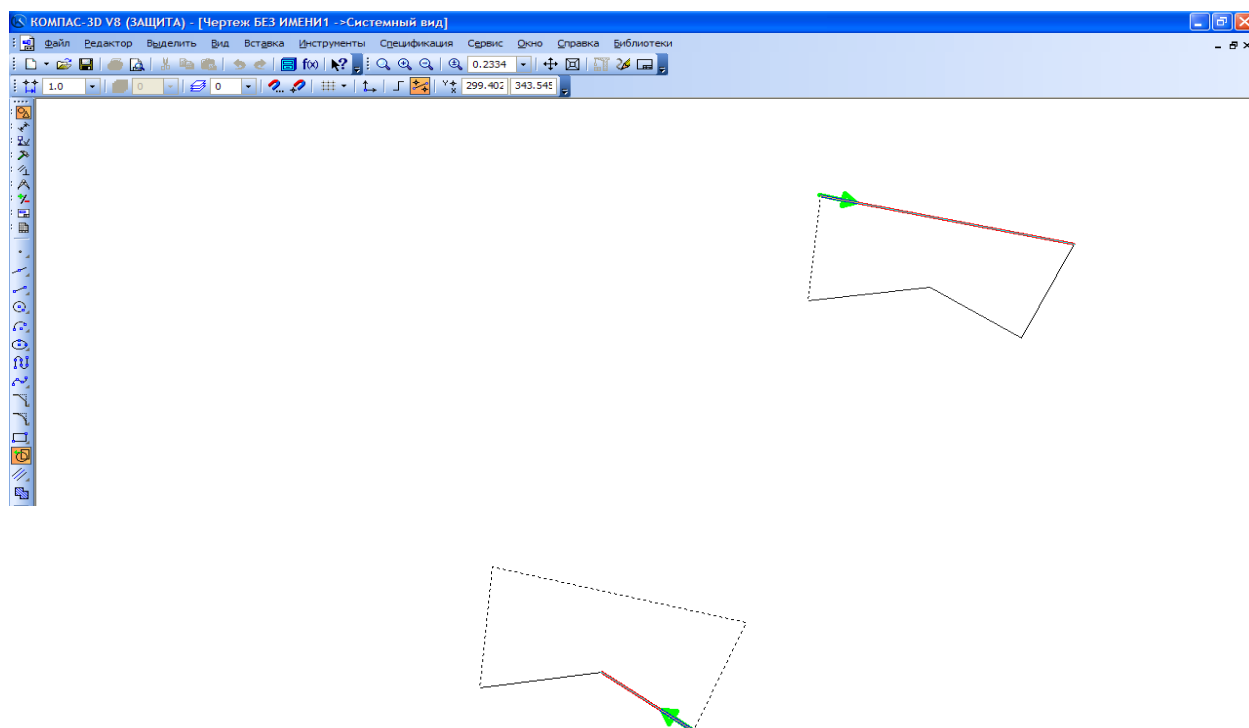 КОМПАС-3D V8 (ЗАЩИТА) - [Чертеж БЕЗ ИМЕНИ1 ->Системный вид]
Файл Редактор Выделить Вид Вставка Инструменты Спецификация Сервис Окно Справка Библиотеки
f(x) 0.2334
1.0 0 0 299.402 343.545